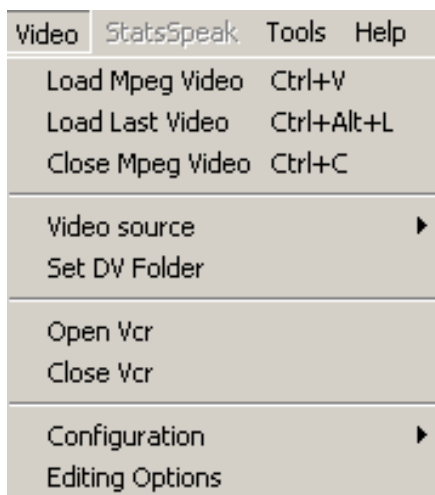 Video StatsSpeak Tools Help
Load Mpeg Video Ctrl+V
Load Last Video Ctrl+Alt+L
Close Mpeg Video Ctrl+C
Video source
Set DV Folder
Open Vcr
Close Vcr
Configuration
Editing Options